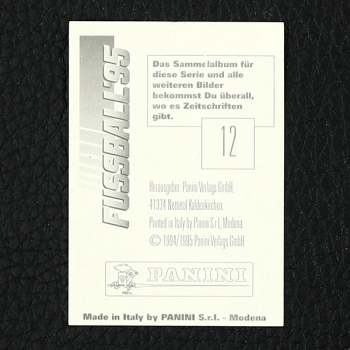 FUSSBALL'95
Das Sammelalbum für
diese Serie und alle
weiteren Bilder
bekommst Du überall,
wo es Zeitschriften
gibt.
12
Herausgeber: Panini Verlags GmbH,
41334 Nettetal-Kaldenkirchen.
Printed in Italy by Panini S.r.l., Modena.
© 1994/1995 Panini Verlags GmbH
PANINI
Made in Italy by PANINI S.r.l. - Modena